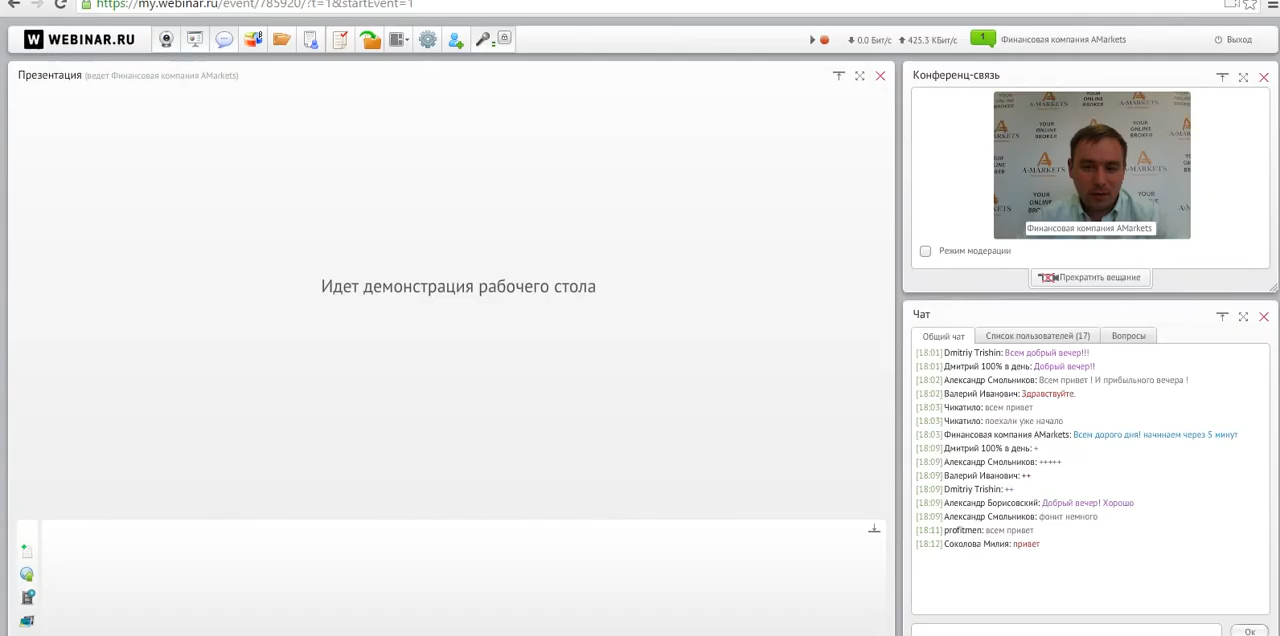 https://my.webinar.ru/event/785920/?t=1&startEvent=1
W WEBINAR.RU
0.0 Бит/с 425.3 КБит/с 1 Финансовая компания AMarkets Выход
Презентация (ведет Финансовая компания AMarkets)
Идет демонстрация рабочего стола
Конференц-связь
A-MARKETS
YOUR ONLINE BROKER
Финансовая компания AMarkets
Режим модерации
Прекратить вещание
Чат
Общий чат Список пользователей (17) Вопросы
[18:01] Dmitriy Trishin: Всем добрый вечер!!!
[18:01] Дмитрий 100% в день: Добрый вечер!!
[18:02] Александр Смольников: Всем привет ! И прибыльного вечера !
[18:02] Валерий Иванович: Здравствуйте.
[18:03] Чикатило: всем привет
[18:03] Чикатило: поехали уже начало
[18:03] Финансовая компания AMarkets: Всем дорого дня! начинаем через 5 минут
[18:09] Дмитрий 100% в день: +
[18:09] Александр Смольников: +++++
[18:09] Валерий Иванович: ++
[18:09] Dmitriy Trishin: ++
[18:09] Александр Борисовский: Добрый вечер! Хорошо
[18:09] Александр Смольников: фонит немного
[18:11] profitmen: всем привет
[18:12] Соколова Милия: привет
Ок